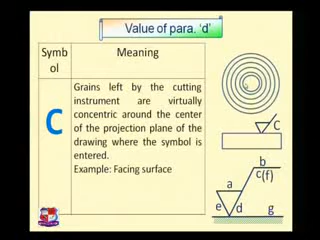 Value of para. 'd'
Symb
ol
Meaning
C
Grains left by the cutting
instrument are virtually
concentric around the center
of the projection plane of the
drawing where the symbol is
entered.
Example: Facing surface
C
b
c(f)
a
e
d
g